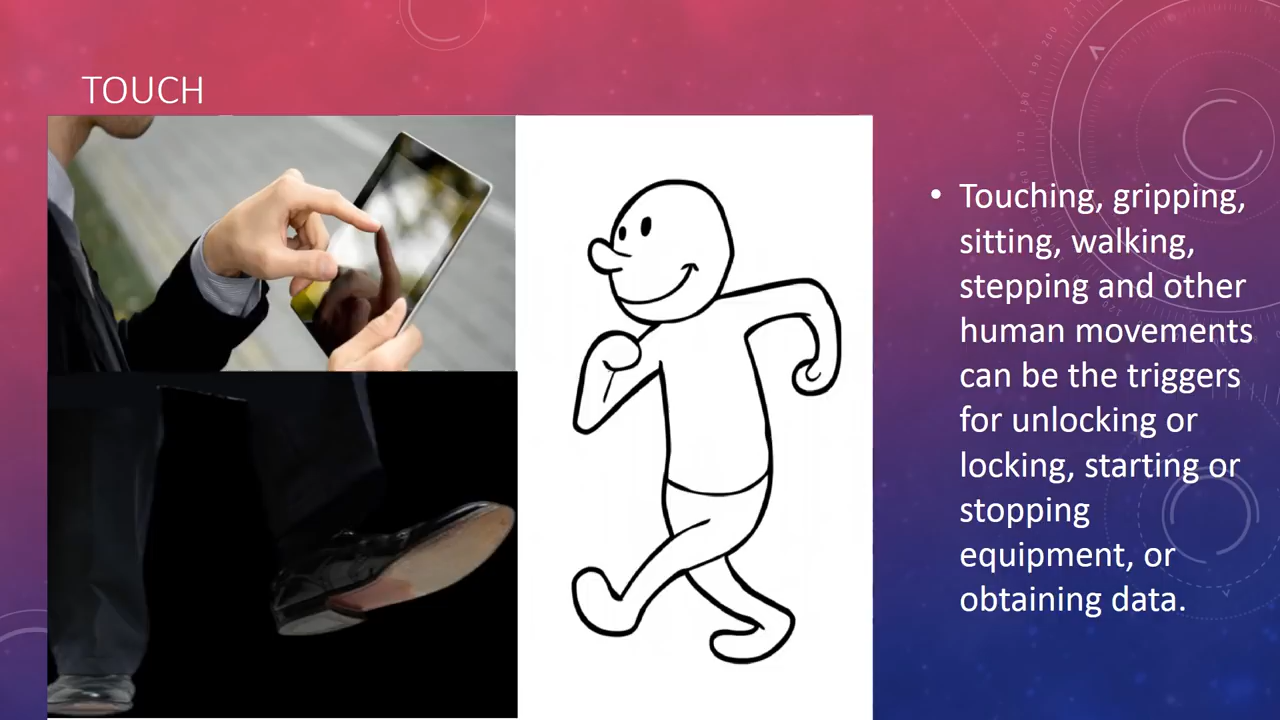 TOUCH
• Touching, gripping,
sitting, walking,
stepping and other
human movements
can be the triggers
for unlocking or
locking, starting or
stopping
equipment, or
obtaining data.